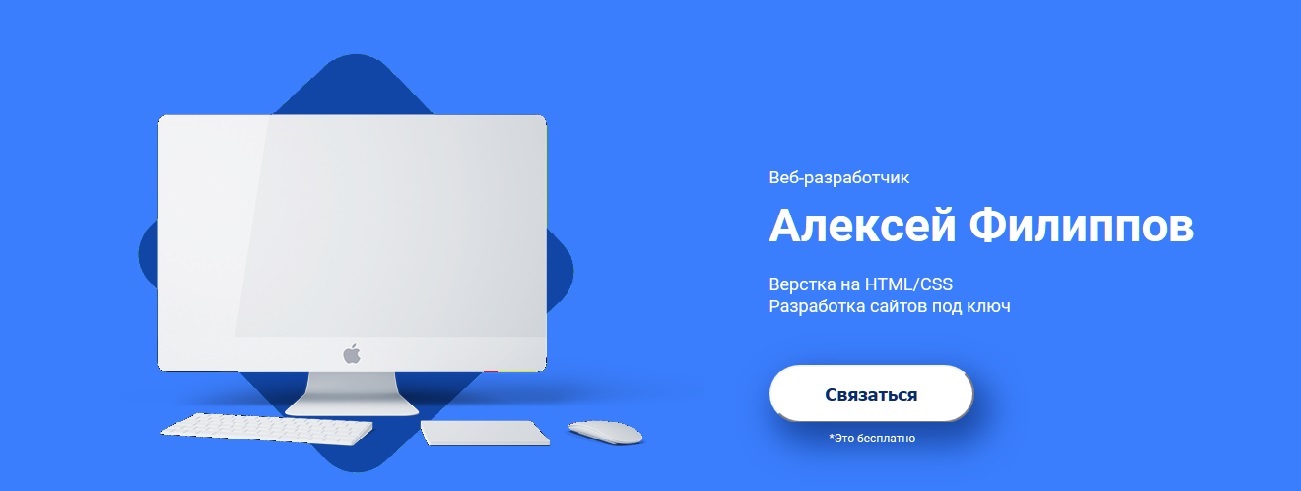 Веб-разработчик
Алексей Филиппов
Верстка на HTML/CSS
Разработка сайтов под ключ
Связаться
*Это бесплатно